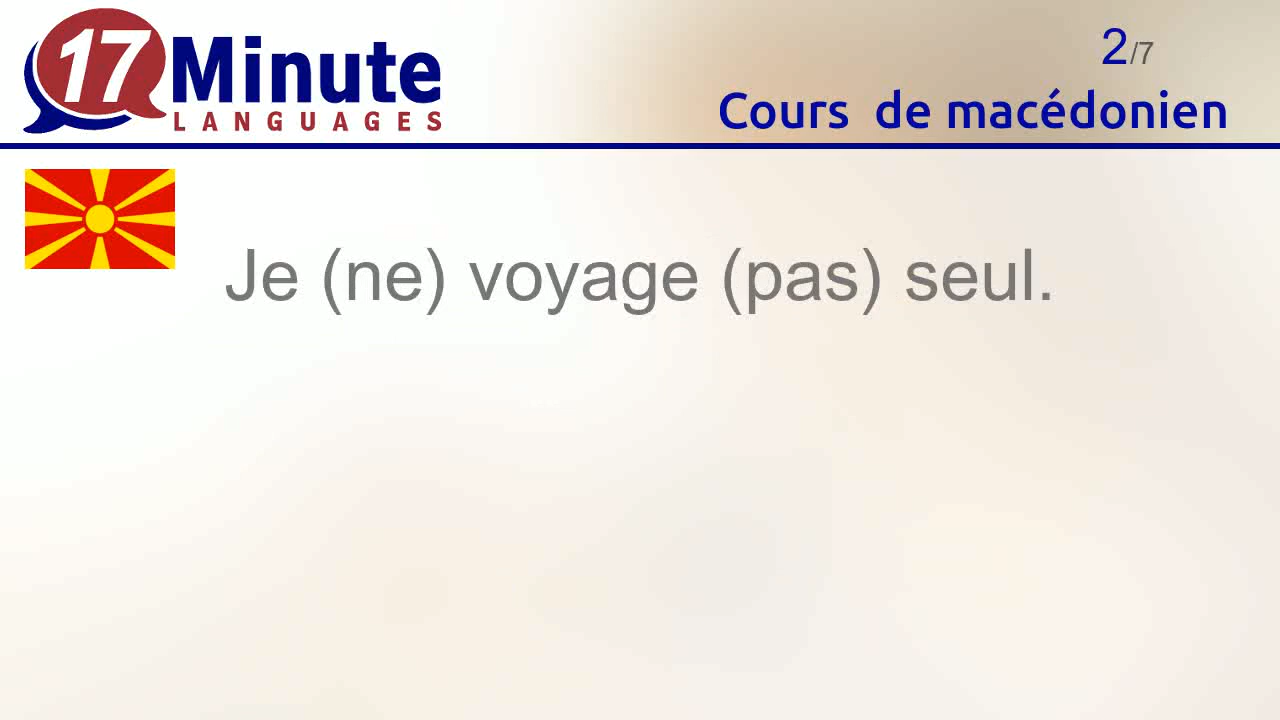 17 Minute
LANGUAGES
2/7
Cours de macédonien
Je (ne) voyage (pas) seul.